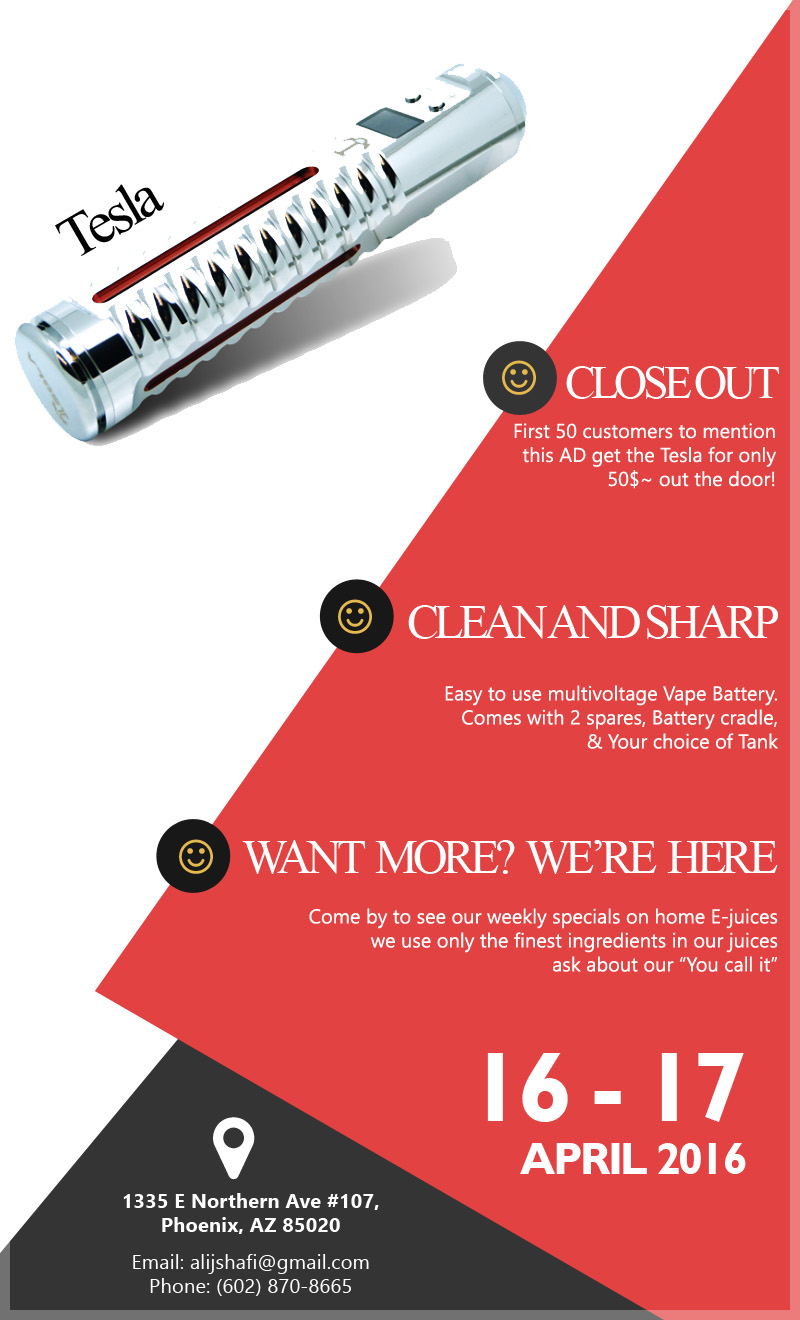 Tesla
CLOSE OUT
First 50 customers to mention
this AD get the Tesla for only
50$~ out the door!
CLEAN AND SHARP
Easy to use multivoltage Vape Battery.
Comes with 2 spares, Battery cradle,
& Your choice of Tank
WANT MORE? WE'RE HERE
Come by to see our weekly specials on home E-juices
we use only the finest ingredients in our juices
ask about our “You call it”
16 - 17
APRIL 2016
1335 E Northern Ave #107,
Phoenix, AZ 85020
Email: alijshafi@gmail.com
Phone: (602) 870-8665